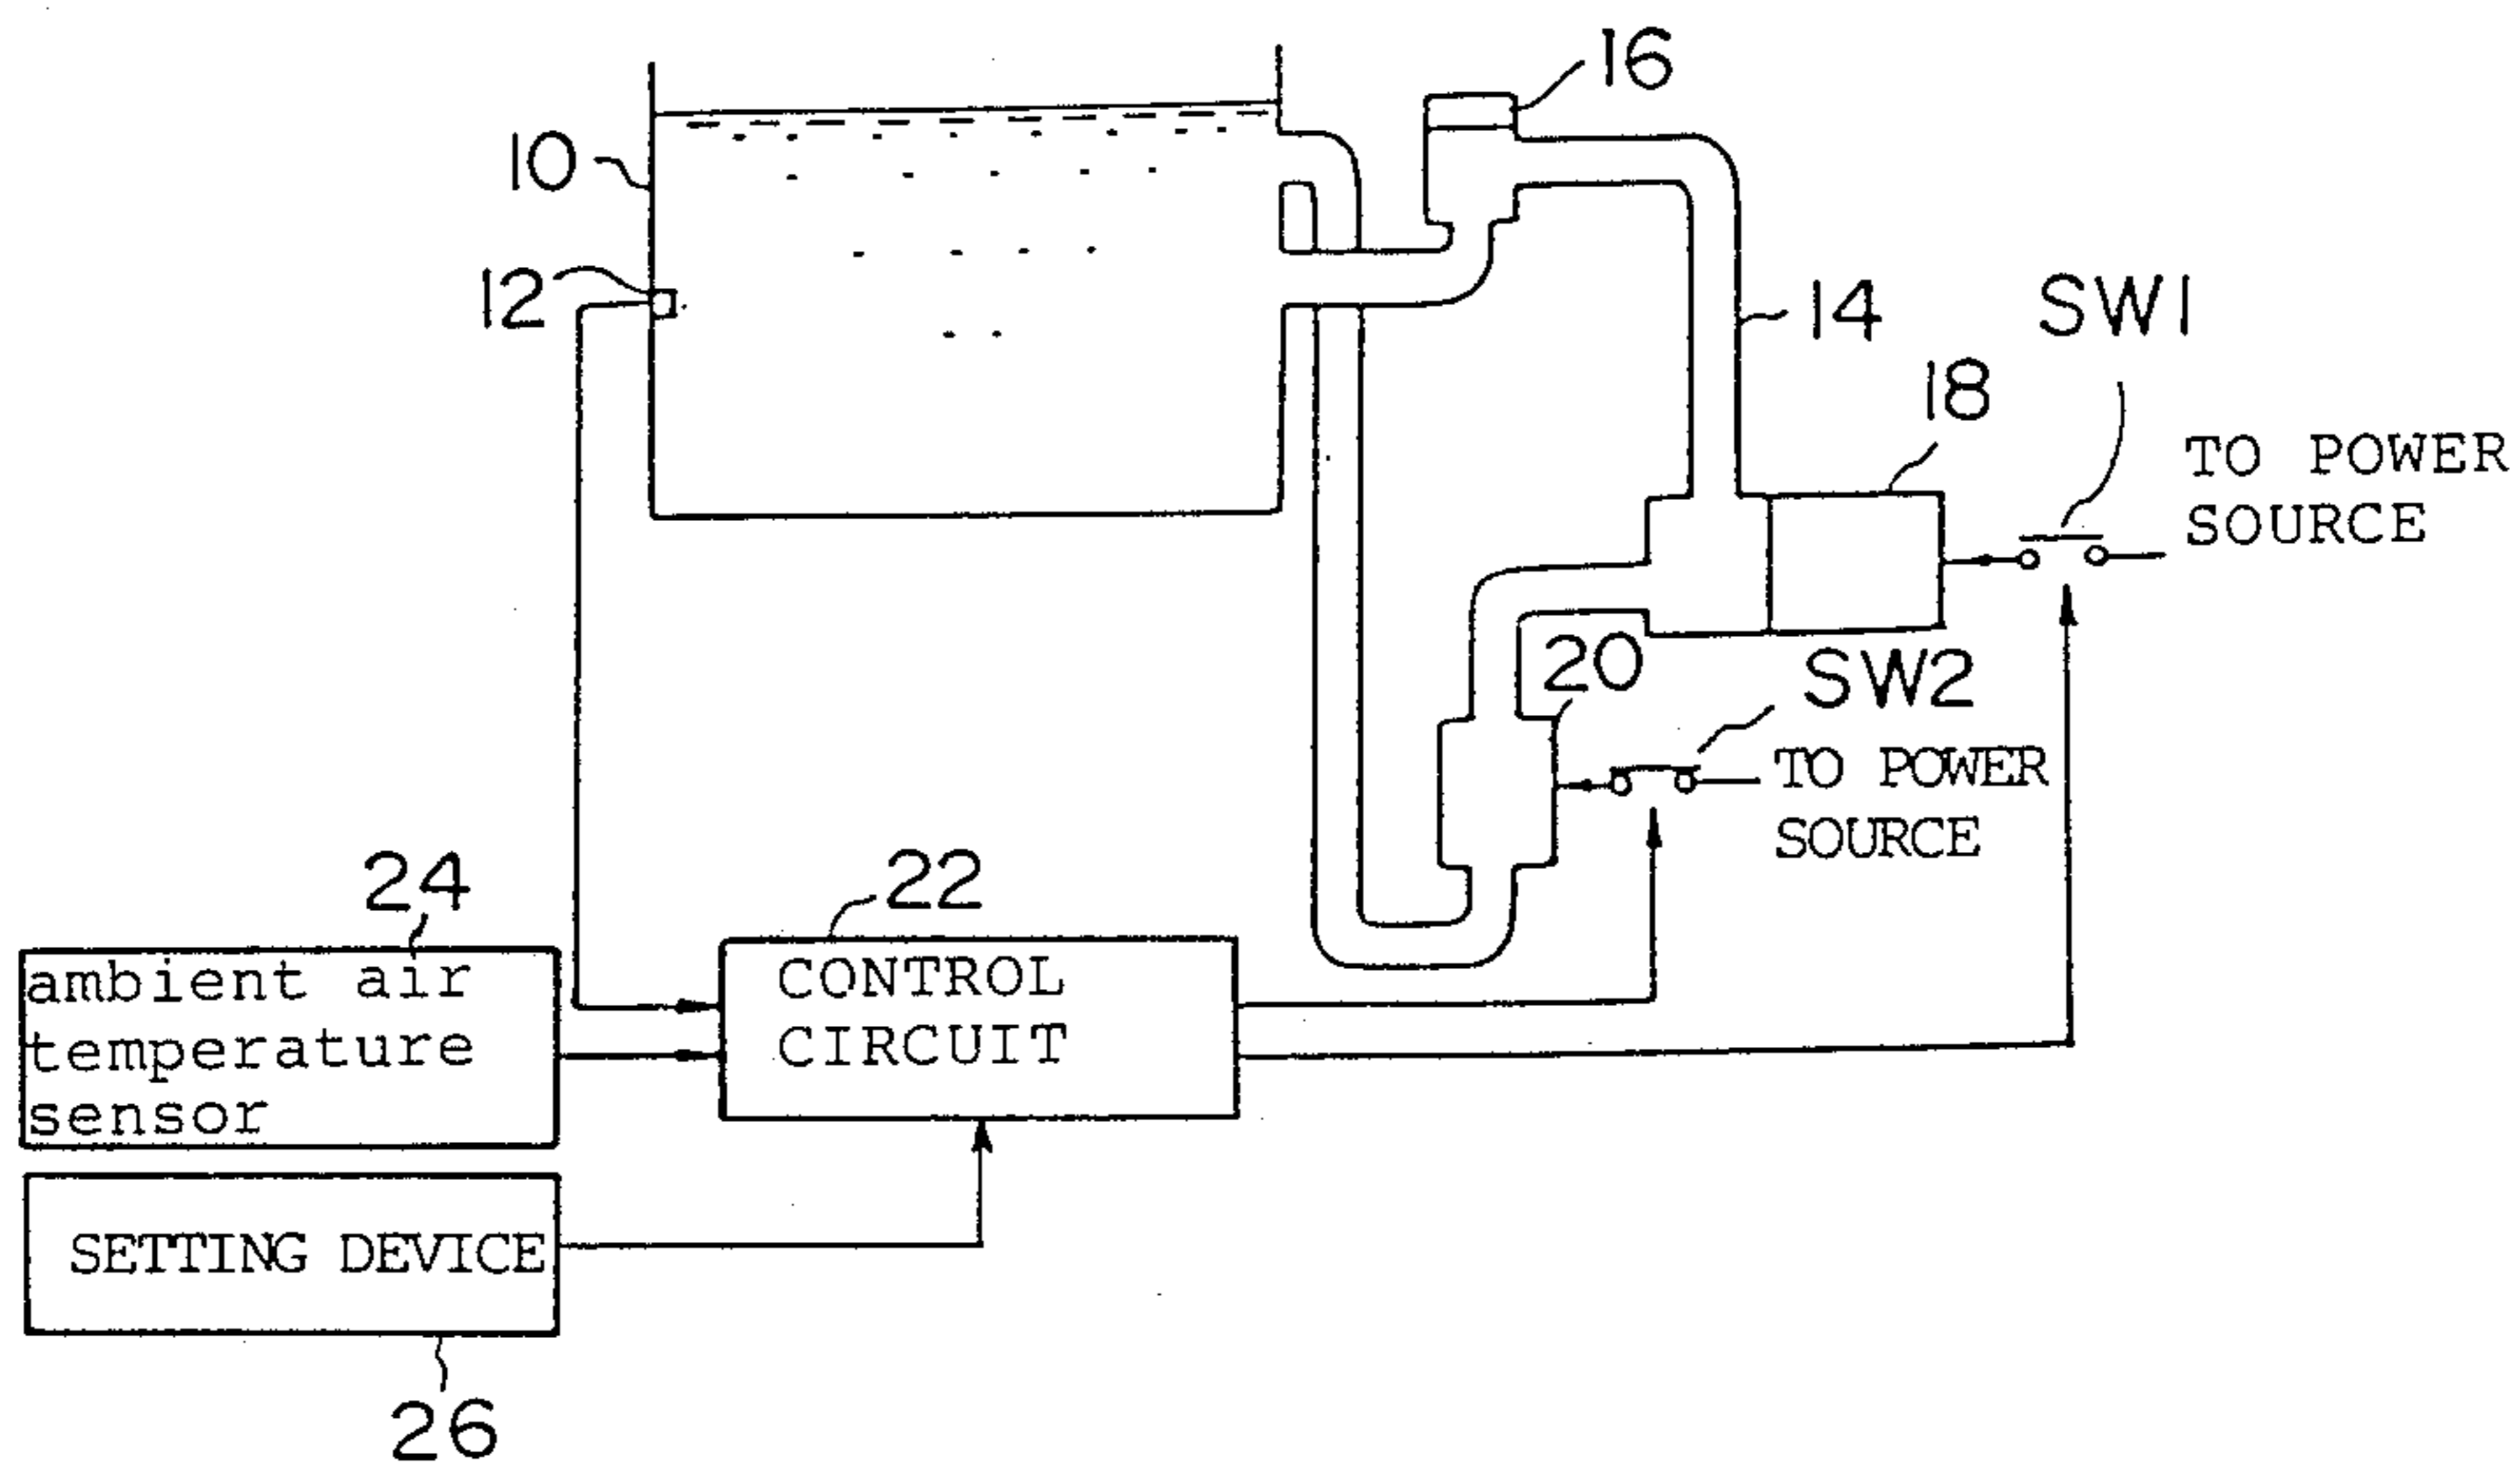 16
10
12
SW1
14
18
TO POWER
SOURCE
20
SW2
TO POWER
SOURCE
24
22
ambient air
temperature
sensor
CONTROL
CIRCUIT
SETTING DEVICE
26